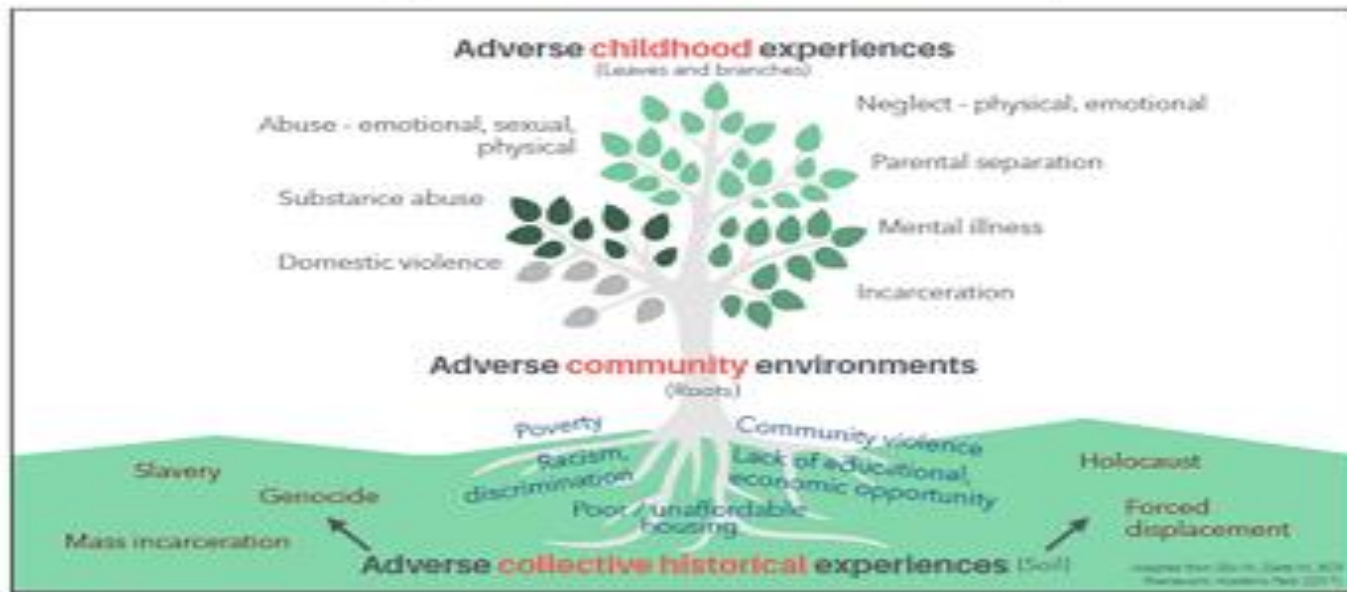 Adverse childhood experiences
(Leaves and branches)
Abuse - emotional, sexual,
physical
Neglect - physical, emotional
Parental separation
Substance abuse
Mental illness
Domestic violence
Incarceration
Adverse community environments
(Roots)
Poverty
Community violence
Racism,
discrimination
Lack of educational,
economic opportunity
Poor / unaffordable
housing
Slavery
Genocide
Mass incarceration
Holocaust
Forced
displacement
Adverse collective historical experiences (Soil)